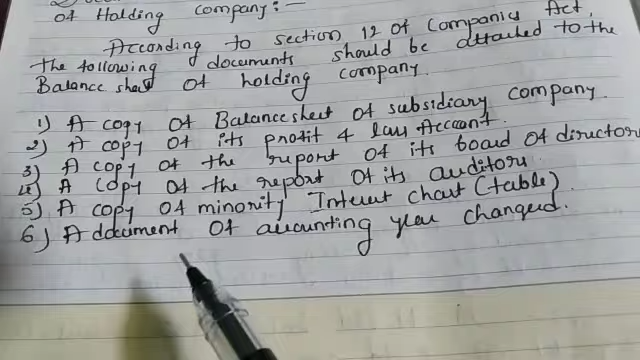 of Holding company:-
According to section 12 of Companies Act,
the following documents should be attached to the
Balance sheet of holding company.
1) A copy of Balance sheet of subsidiary company.
2) A copy of its profit & loss Account.
3) A copy of the report of its board of director
4) A copy of the report of its auditors.
5) A copy of minority Interest chart (table).
6) A document of accounting year changed.